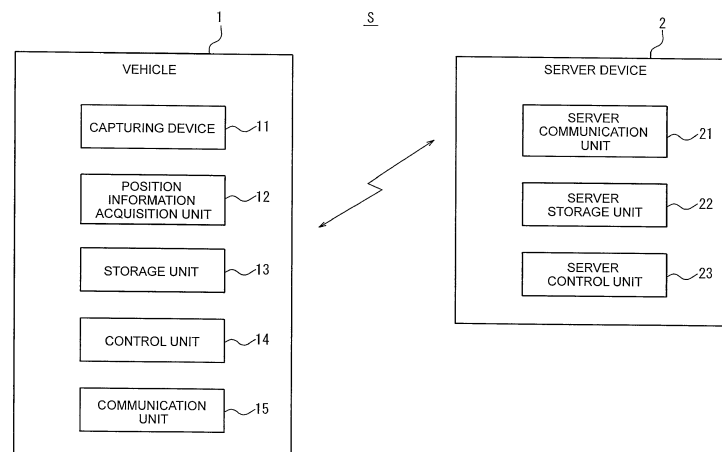 S
1
VEHICLE
CAPTURING DEVICE
11
POSITION
INFORMATION
ACQUISITION UNIT
12
STORAGE UNIT
13
CONTROL UNIT
14
COMMUNICATION
UNIT
15
2
SERVER DEVICE
SERVER
COMMUNICATION
UNIT
21
SERVER
STORAGE UNIT
22
SERVER
CONTROL UNIT
23